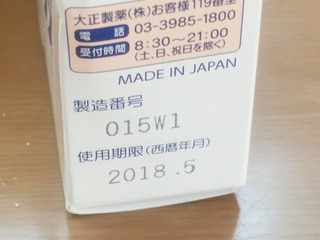 大正製薬(株)お客様119番室
電話 03-3985-1800
受付時間 8:30～21:00
(土、日、祝日を除く)
MADE IN JAPAN
製造番号
015W1
使用期限(西暦年月)
2018.5